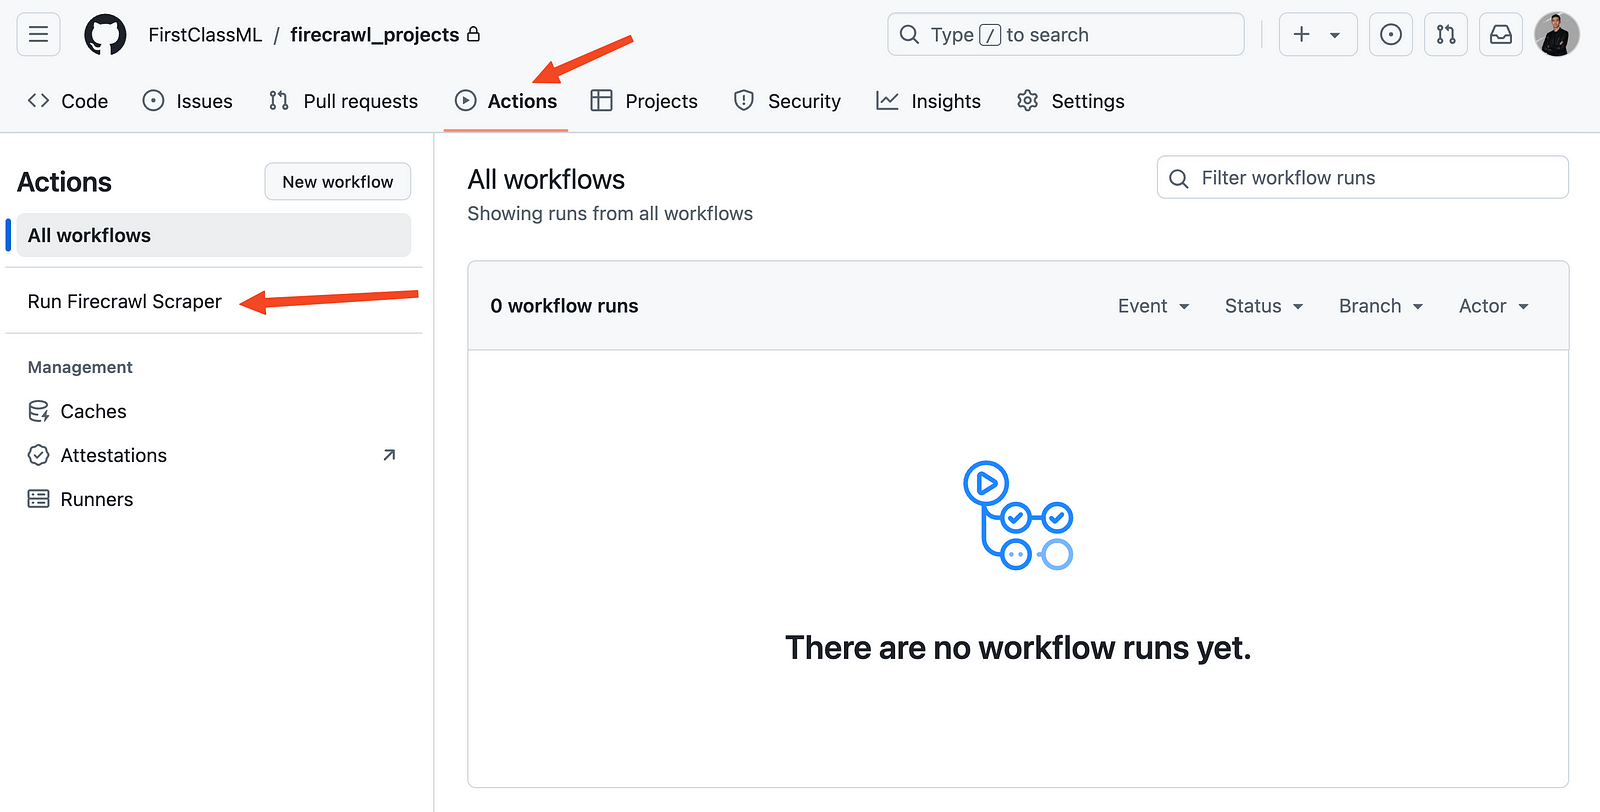 FirstClassML / firecrawl_projects
Type / to search
Code Issues Pull requests Actions Projects Security Insights Settings
Actions
New workflow
All workflows
Run Firecrawl Scraper
Management
Caches
Attestations
Runners
All workflows
Showing runs from all workflows
Filter workflow runs
0 workflow runs
Event Status Branch Actor
There are no workflow runs yet.